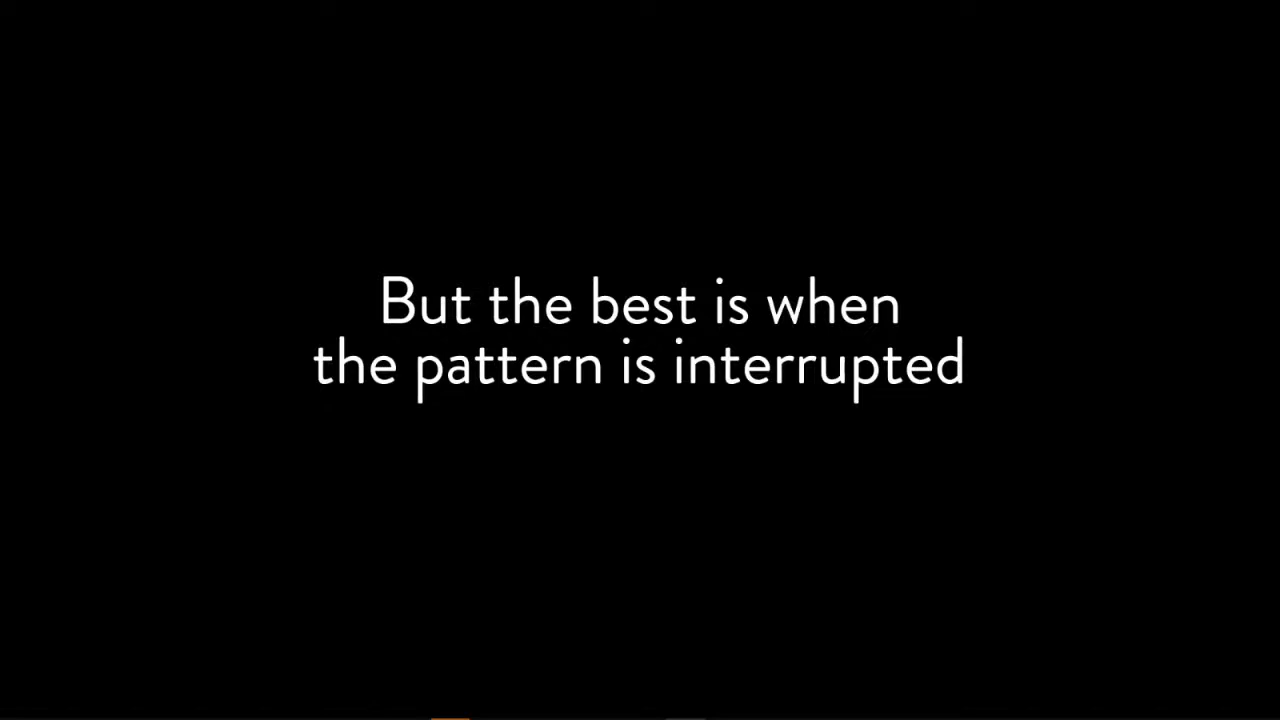 But the best is when
the pattern is interrupted